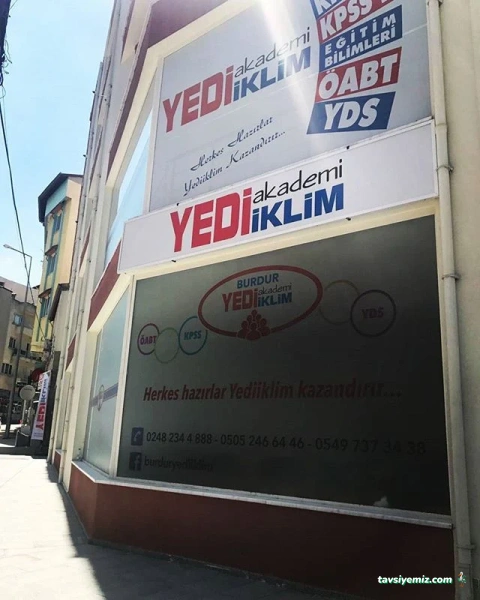 KPSS
EĞİTİM
BİLİMLERİ
ÖABT
YDS
YEDİ akademi
İKLİM
Herkes Hazırlar
Yediiklim Kazandırır...
YEDİ akademi
İKLİM
BURDUR
YEDİ akademi
İKLİM
ÖABT
KPSS
YDS
Herkes hazırlar Yediiklim kazandırır...
0248 234 4 888 - 0505 246 64 46 - 0549 737 34 38
burduryediiklim
YEDİ
tavsiyemiz.com